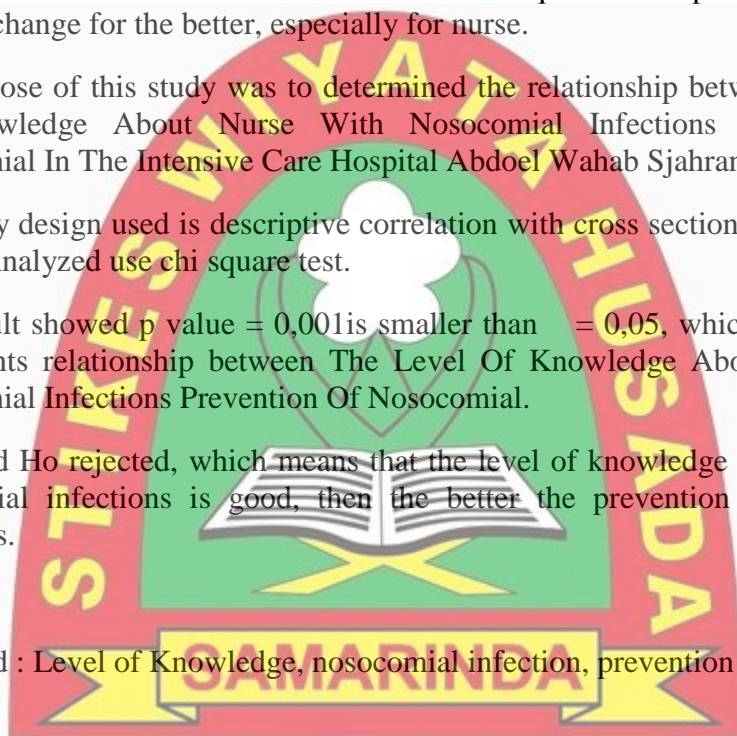 change for the better, especially for nurse.
ose of this study was to determined the relationship betw
wledge About Nurse With Nosocomial Infections
nial In The Intensive Care Hospital Abdoel Wahab Sjahran
y design used is descriptive correlation with cross section
nalyzed use chi square test.
ult showed p value = 0,001is smaller than = 0,05, which
nts relationship between The Level Of Knowledge Abo
nial Infections Prevention Of Nosocomial.
d Ho rejected, which means that the level of knowledge
ial infections is good, then the better the prevention
s.
d : Level of Knowledge, nosocomial infection, prevention
STIKES WIYATA HUSADA
SAMARINDA